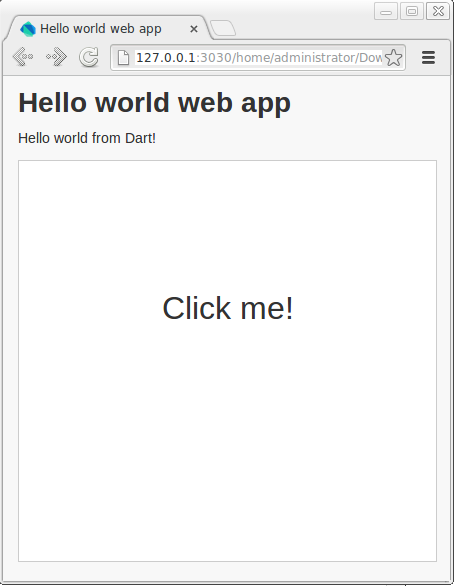 Hello world web app
127.0.0.1:3030/home/administrator/Dow
Hello world web app
Hello world from Dart!
Click me!